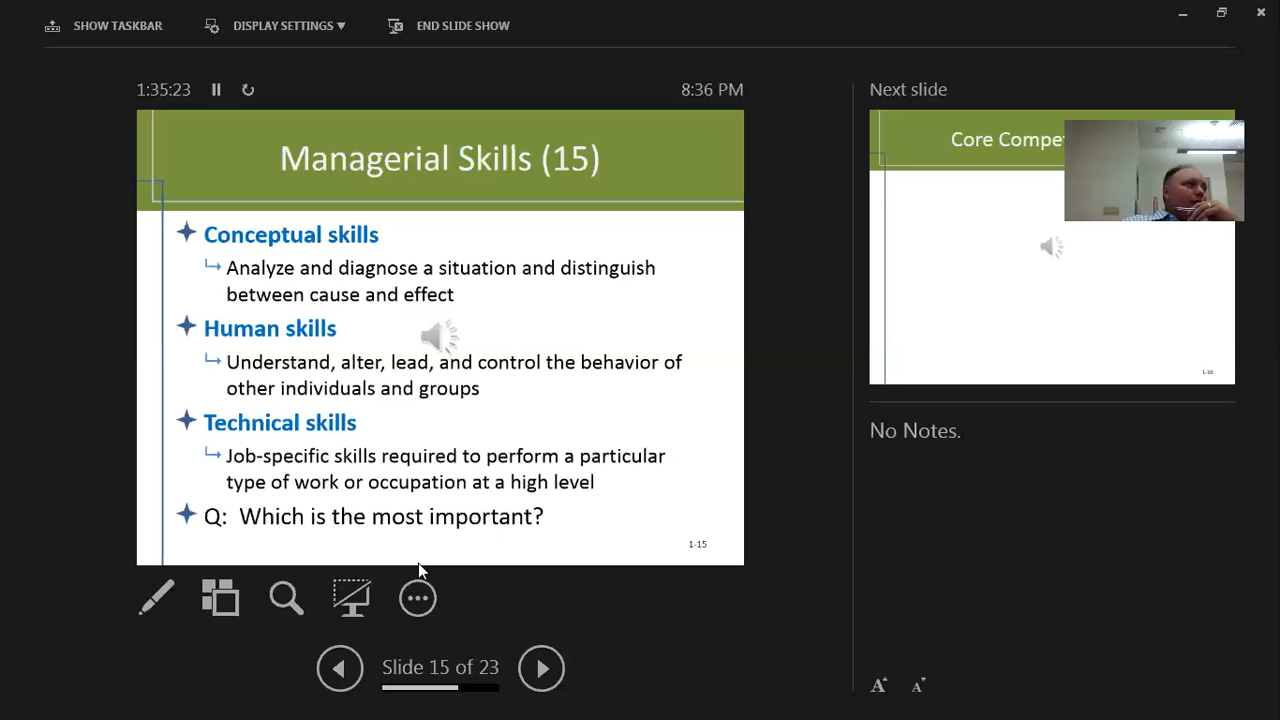 SHOW TASKBAR DISPLAY SETTINGS ▼ END SLIDE SHOW
1:35:23 8:36 PM
Managerial Skills (15)
Conceptual skills
Analyze and diagnose a situation and distinguish
between cause and effect
Human skills
Understand, alter, lead, and control the behavior of
other individuals and groups
Technical skills
Job-specific skills required to perform a particular
type of work or occupation at a high level
Q: Which is the most important?
1-15
Slide 15 of 23
Next slide
Core Compet
1-16
No Notes.
A A